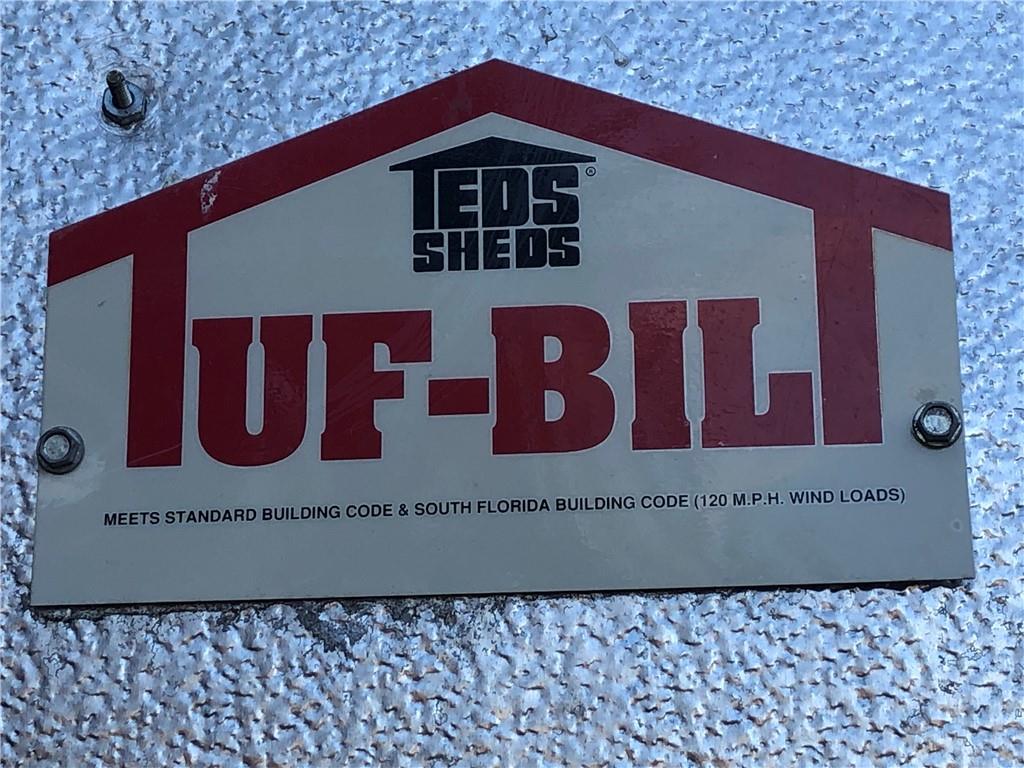 TEDS®
SHEDS
TUF-BILT
MEETS STANDARD BUILDING CODE & SOUTH FLORIDA BUILDING CODE (120 M.P.H. WIND LOADS)